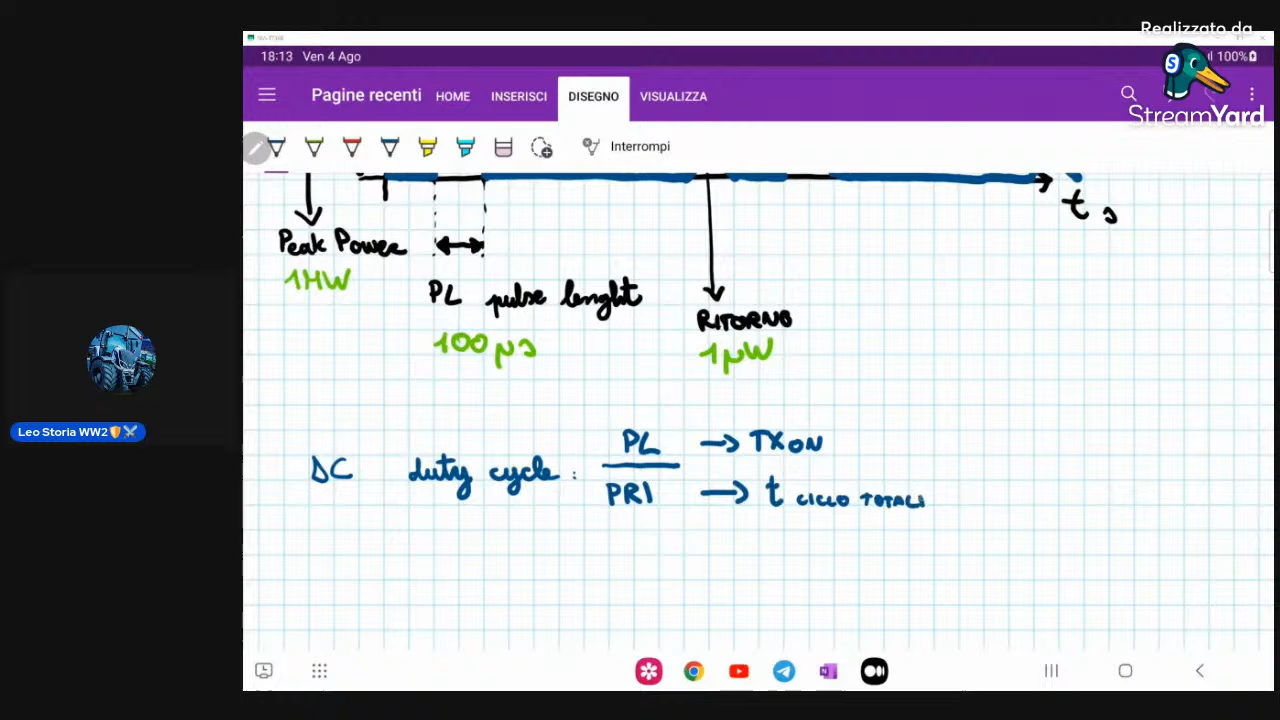 Realizzato da
StreamYard
18:13 Ven 4 Ago
100%
Pagine recenti HOME INSERISCI DISEGNO VISUALIZZA
Interrompi
t s
Peak Power
1MW
PL pulse lenght
100 μs
RITORNO
1μW
DC duty cycle : PL → TX ON
PRI → t CICLO TOTALI
Leo Storia WW2